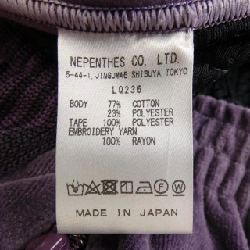 NEPENTHES CO. LTD.
5-44-1, JINGUMAE SHIBUYA, TOKYO
LQ236
BODY 77% COTTON
23% POLYESTER
TAPE 100% POLYESTER
EMBROIDERY YARN
100% RAYON
MADE IN JAPAN